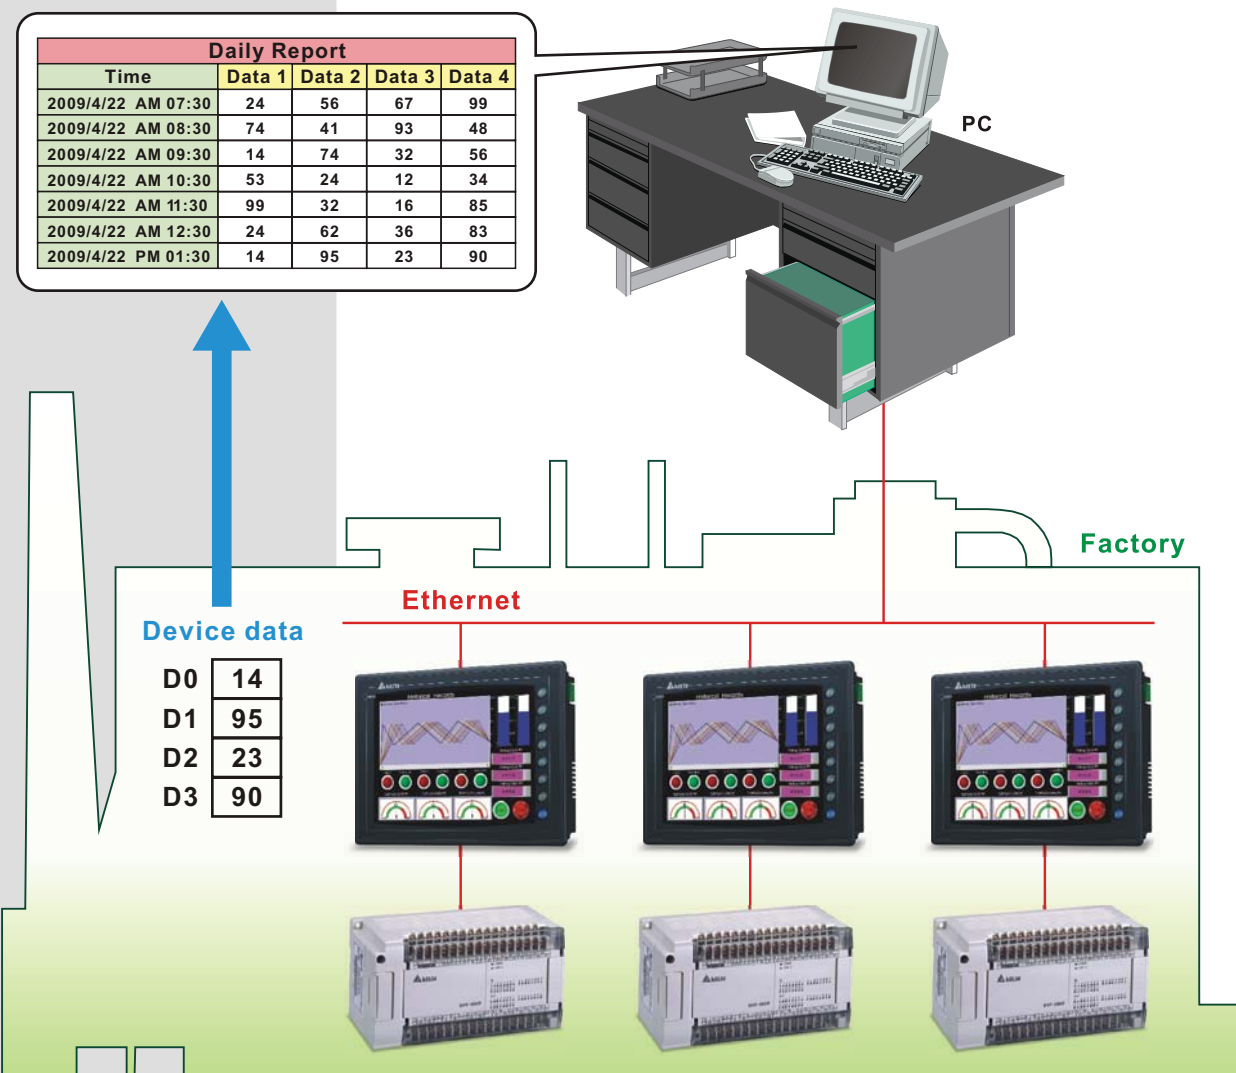 Daily Report
Time Data 1 Data 2 Data 3 Data 4
2009/4/22 AM 07:30 24 56 67 99
2009/4/22 AM 08:30 74 41 93 48
2009/4/22 AM 09:30 14 74 32 56
2009/4/22 AM 10:30 53 24 12 34
2009/4/22 AM 11:30 99 32 16 85
2009/4/22 AM 12:30 24 62 36 83
2009/4/22 PM 01:30 14 95 23 90
PC
Factory
Ethernet
Device data
D0 14
D1 95
D2 23
D3 90